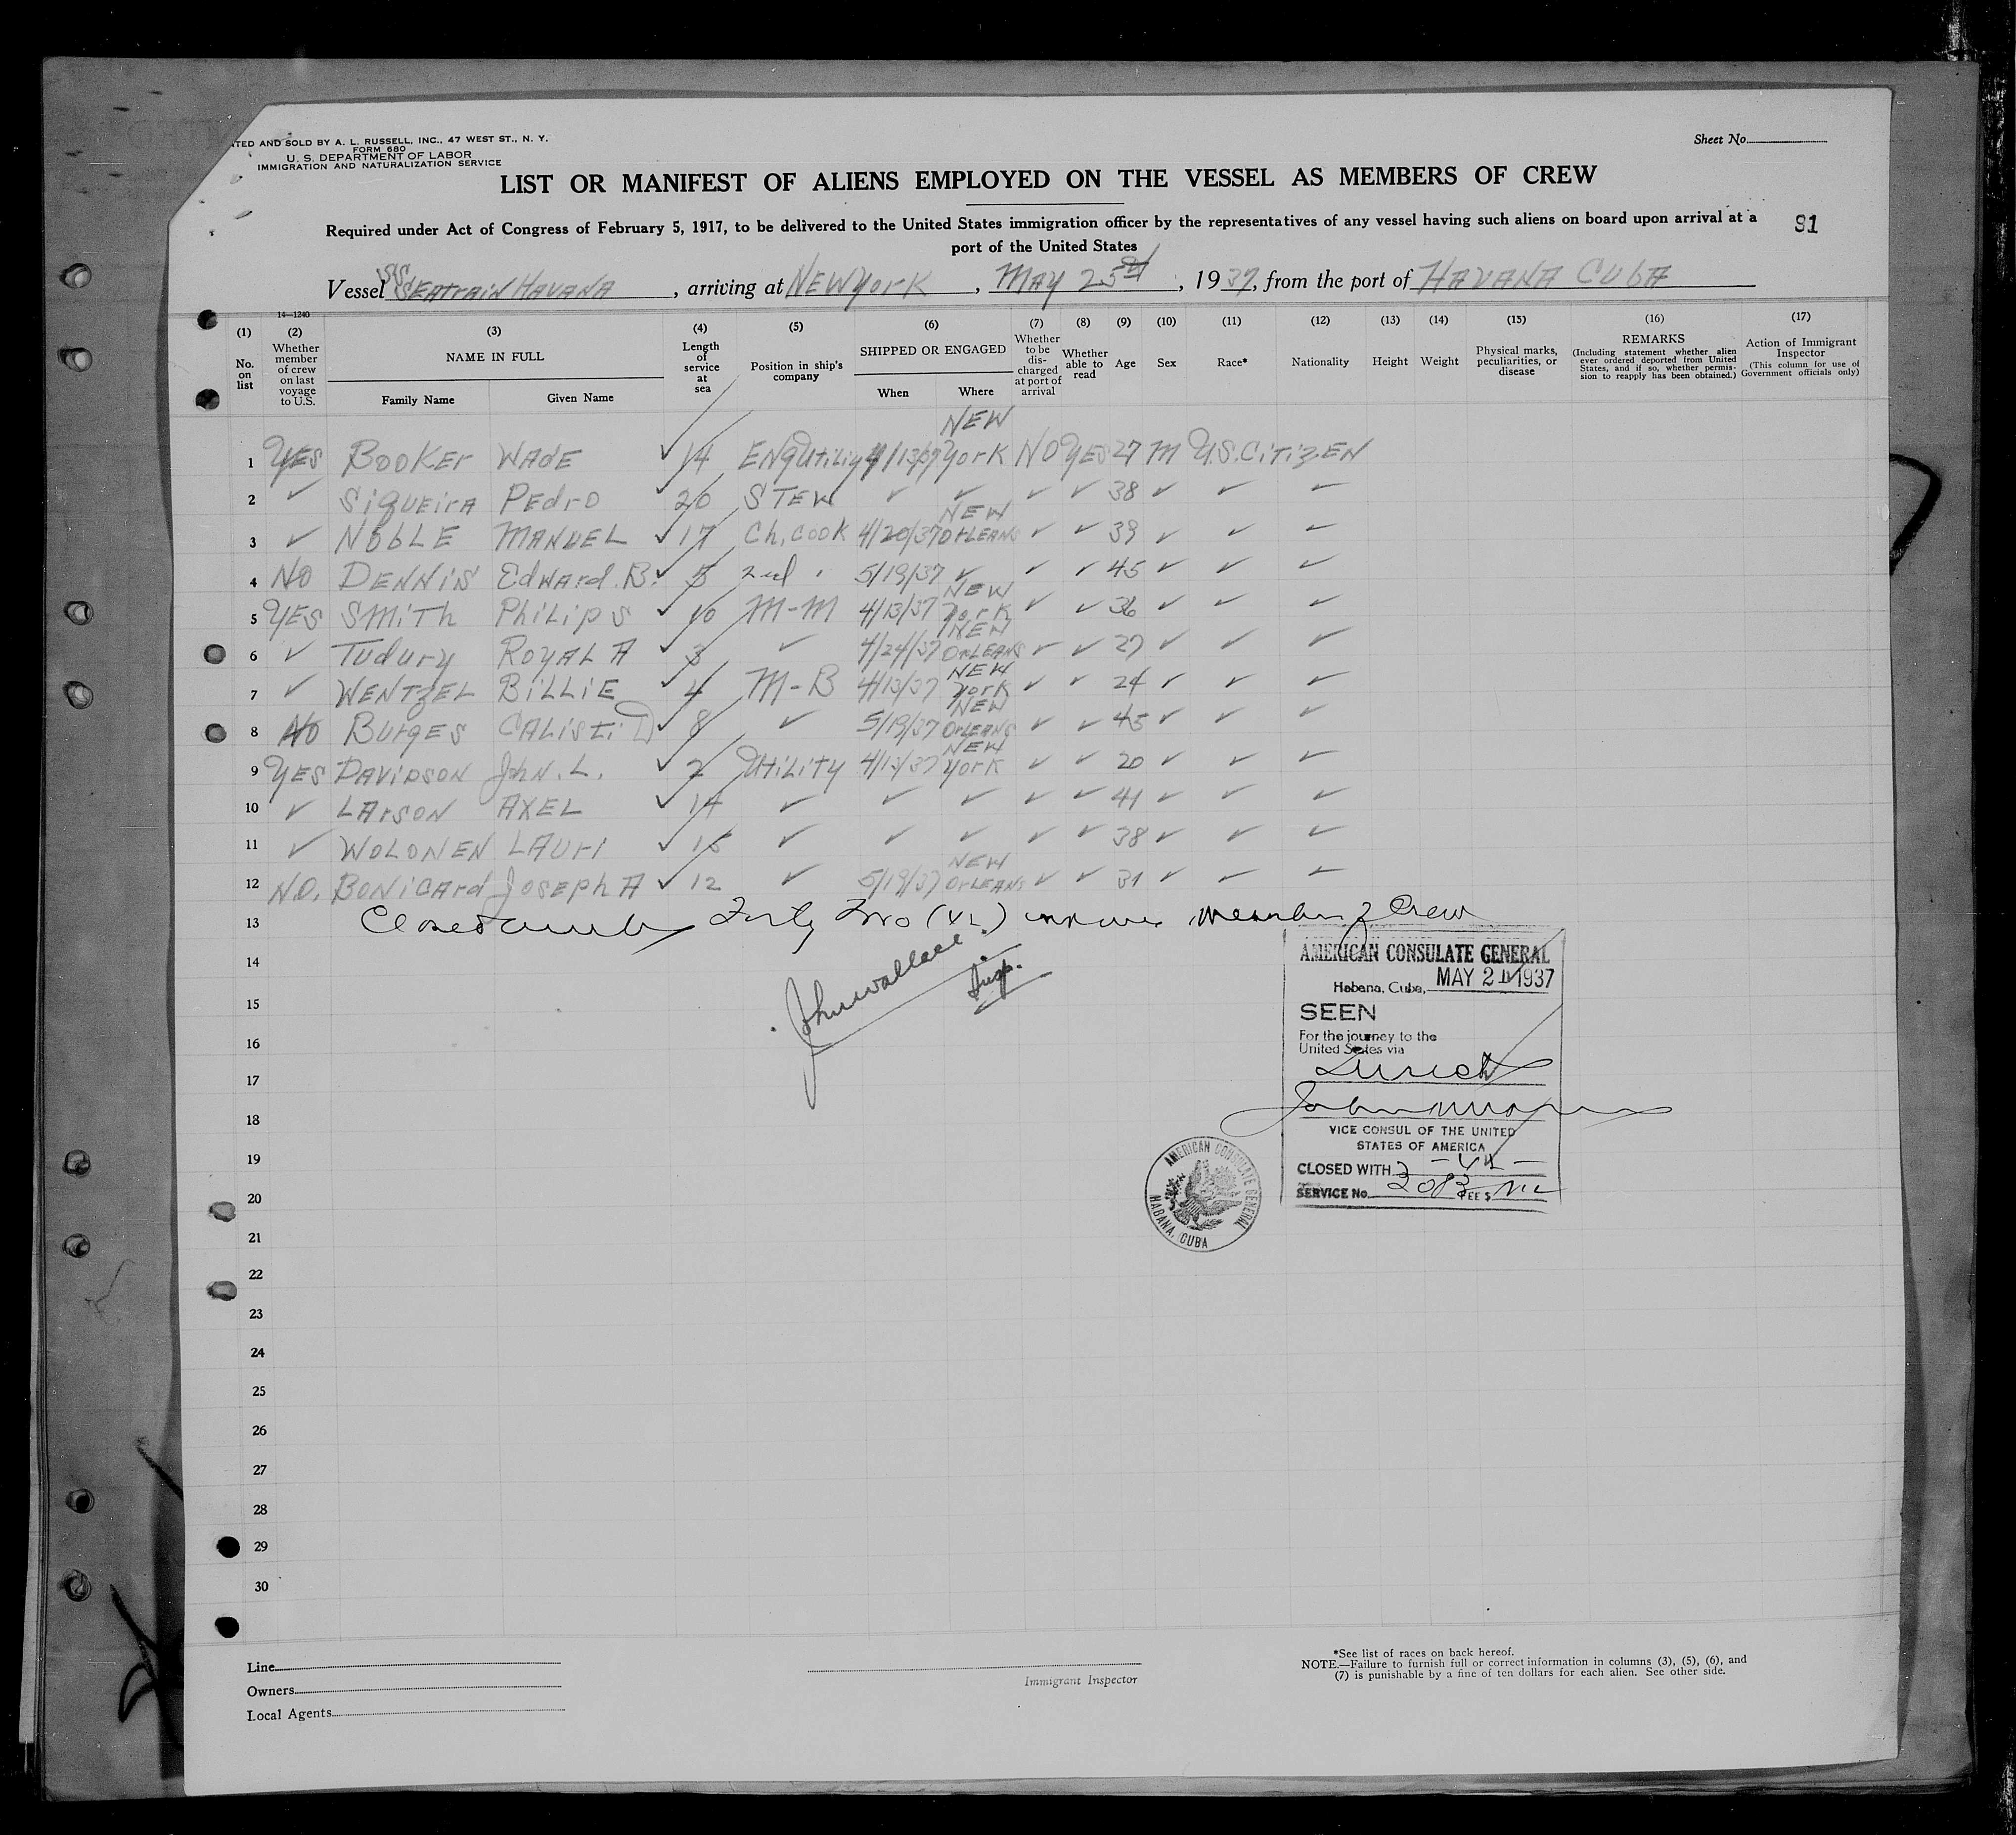 TED AND SOLD BY A. L. RUSSELL, INC., 47 WEST ST., N. Y.
FORM 680
U. S. DEPARTMENT OF LABOR
IMMIGRATION AND NATURALIZATION SERVICE
Sheet No.
LIST OR MANIFEST OF ALIENS EMPLOYED ON THE VESSEL AS MEMBERS OF CREW
Required under Act of Congress of February 5, 1917, to be delivered to the United States immigration officer by the representatives of any vessel having such aliens on board upon arrival at a
port of the United States
91
Vessel SS SEATRAIN HAVANA, arriving at NEW YORK, MAY 25th, 1937, from the port of HAVANA CUBA
14—1240
(1) (2) (3) (4) (5) (6) (7) (8) (9) (10) (11) (12) (13) (14) (15) (16) (17)
No. on list
Whether member of crew on last voyage to U.S.
NAME IN FULL
Family Name Given Name
Length of service at sea
Position in ship's company
SHIPPED OR ENGAGED
When Where
Whether to be discharged at port of arrival
Whether able to read
Age
Sex
Race*
Nationality
Height
Weight
Physical marks, peculiarities, or disease
REMARKS
(Including statement whether alien ever ordered deported from United States, and if so, whether permission to reapply has been obtained.)
Action of Immigrant Inspector
(This column for use of Government officials only)
1 YES BOOKER WADE ✓ 14 ENG Utility 4/13/37 NEW YORK NO YES 27 M U.S. CITIZEN
2 ✓ SIQUEIRA PEDRO ✓ 20 STEW ✓ ✓ ✓ ✓ 38 ✓ ✓ ✓
3 ✓ NOBLE MANUEL ✓ 17 Ch. COOK 4/20/37 NEW ORLEANS ✓ ✓ 39 ✓ ✓ ✓
4 NO DENNIS EDWARD. B. ✓ 5 2nd " 5/19/37 ✓ ✓ ✓ 45 ✓ ✓ ✓
5 YES SMITH PHILIP S ✓ 10 M-M 4/13/37 NEW YORK ✓ ✓ 36 ✓ ✓ ✓
6 ✓ TUDURY ROYAL A ✓ 3 ✓ 4/24/37 NEW ORLEANS ✓ ✓ 27 ✓ ✓ ✓
7 ✓ WENTZEL BILLIE ✓ 4 M-B 4/13/37 NEW YORK ✓ ✓ 24 ✓ ✓ ✓
8 NO BURGES CALISTI D ✓ 8 ✓ 5/19/37 NEW ORLEANS ✓ ✓ 45 ✓ ✓ ✓
9 YES DAVIDSON JOHN. L. ✓ 2 UTILITY 4/13/37 NEW YORK ✓ ✓ 20 ✓ ✓ ✓
10 ✓ LARSON AXEL ✓ 14 ✓ ✓ ✓ ✓ ✓ 41 ✓ ✓ ✓
11 ✓ WOLONEN LAURI ✓ 15 ✓ ✓ ✓ ✓ ✓ 38 ✓ ✓ ✓
12 NO. BONICARD JOSEPH A ✓ 12 ✓ 5/19/37 NEW ORLEANS ✓ ✓ 31 ✓ ✓ ✓
13 Closed Forty Two (42) members of Crew
14
15
16
17
18
19
20
21
22
23
24
25
26
27
28
29
30
John Wallace
Insp.
AMERICAN CONSULATE GENERAL
Habana, Cuba, MAY 21 1937
SEEN
For the journey to the
United States via
Direct
VICE CONSUL OF THE UNITED
STATES OF AMERICA
CLOSED WITH - 42 -
SERVICE No. FEE $
AMERICAN CONSULATE GENERAL
HABANA, CUBA
Line
Owners
Local Agents
Immigrant Inspector
*See list of races on back hereof.
NOTE.—Failure to furnish full or correct information in columns (3), (5), (6), and
(7) is punishable by a fine of ten dollars for each alien. See other side.